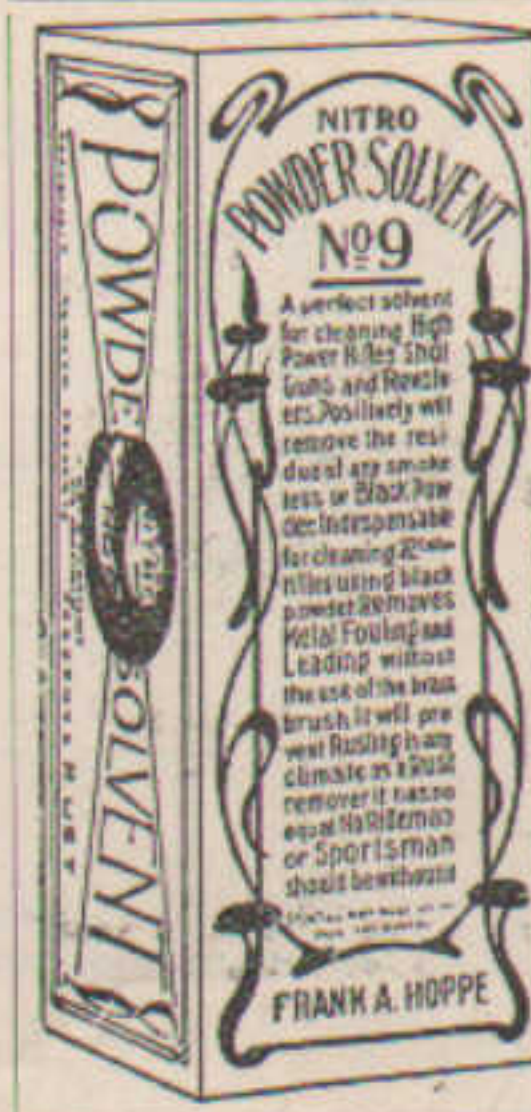 POWDER SOLVENT
NITRO
POWDER SOLVENT
No 9
A perfect solvent
for cleaning High
Power Rifles Shot
Guns and Revolv
ers. Positively will
remove the resi
due of any smoke
less or Black Pow
der. Indispensable
for cleaning 22
rifles using black
powder. Removes
Metal Fouling and
Leading without
the use of the brass
brush. It will pre
vent Rusting in any
climate as a Rust
remover it has no
equal. No Rifleman
or Sportsman
should be without
FRANK A. HOPPE